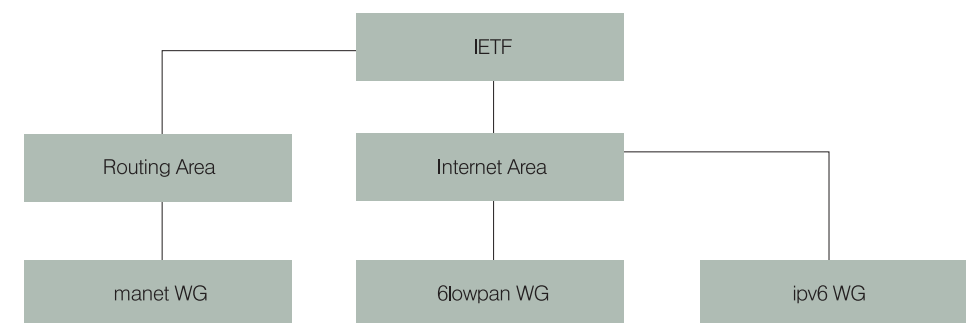 IETF
Routing Area
Internet Area
manet WG
6lowpan WG
ipv6 WG